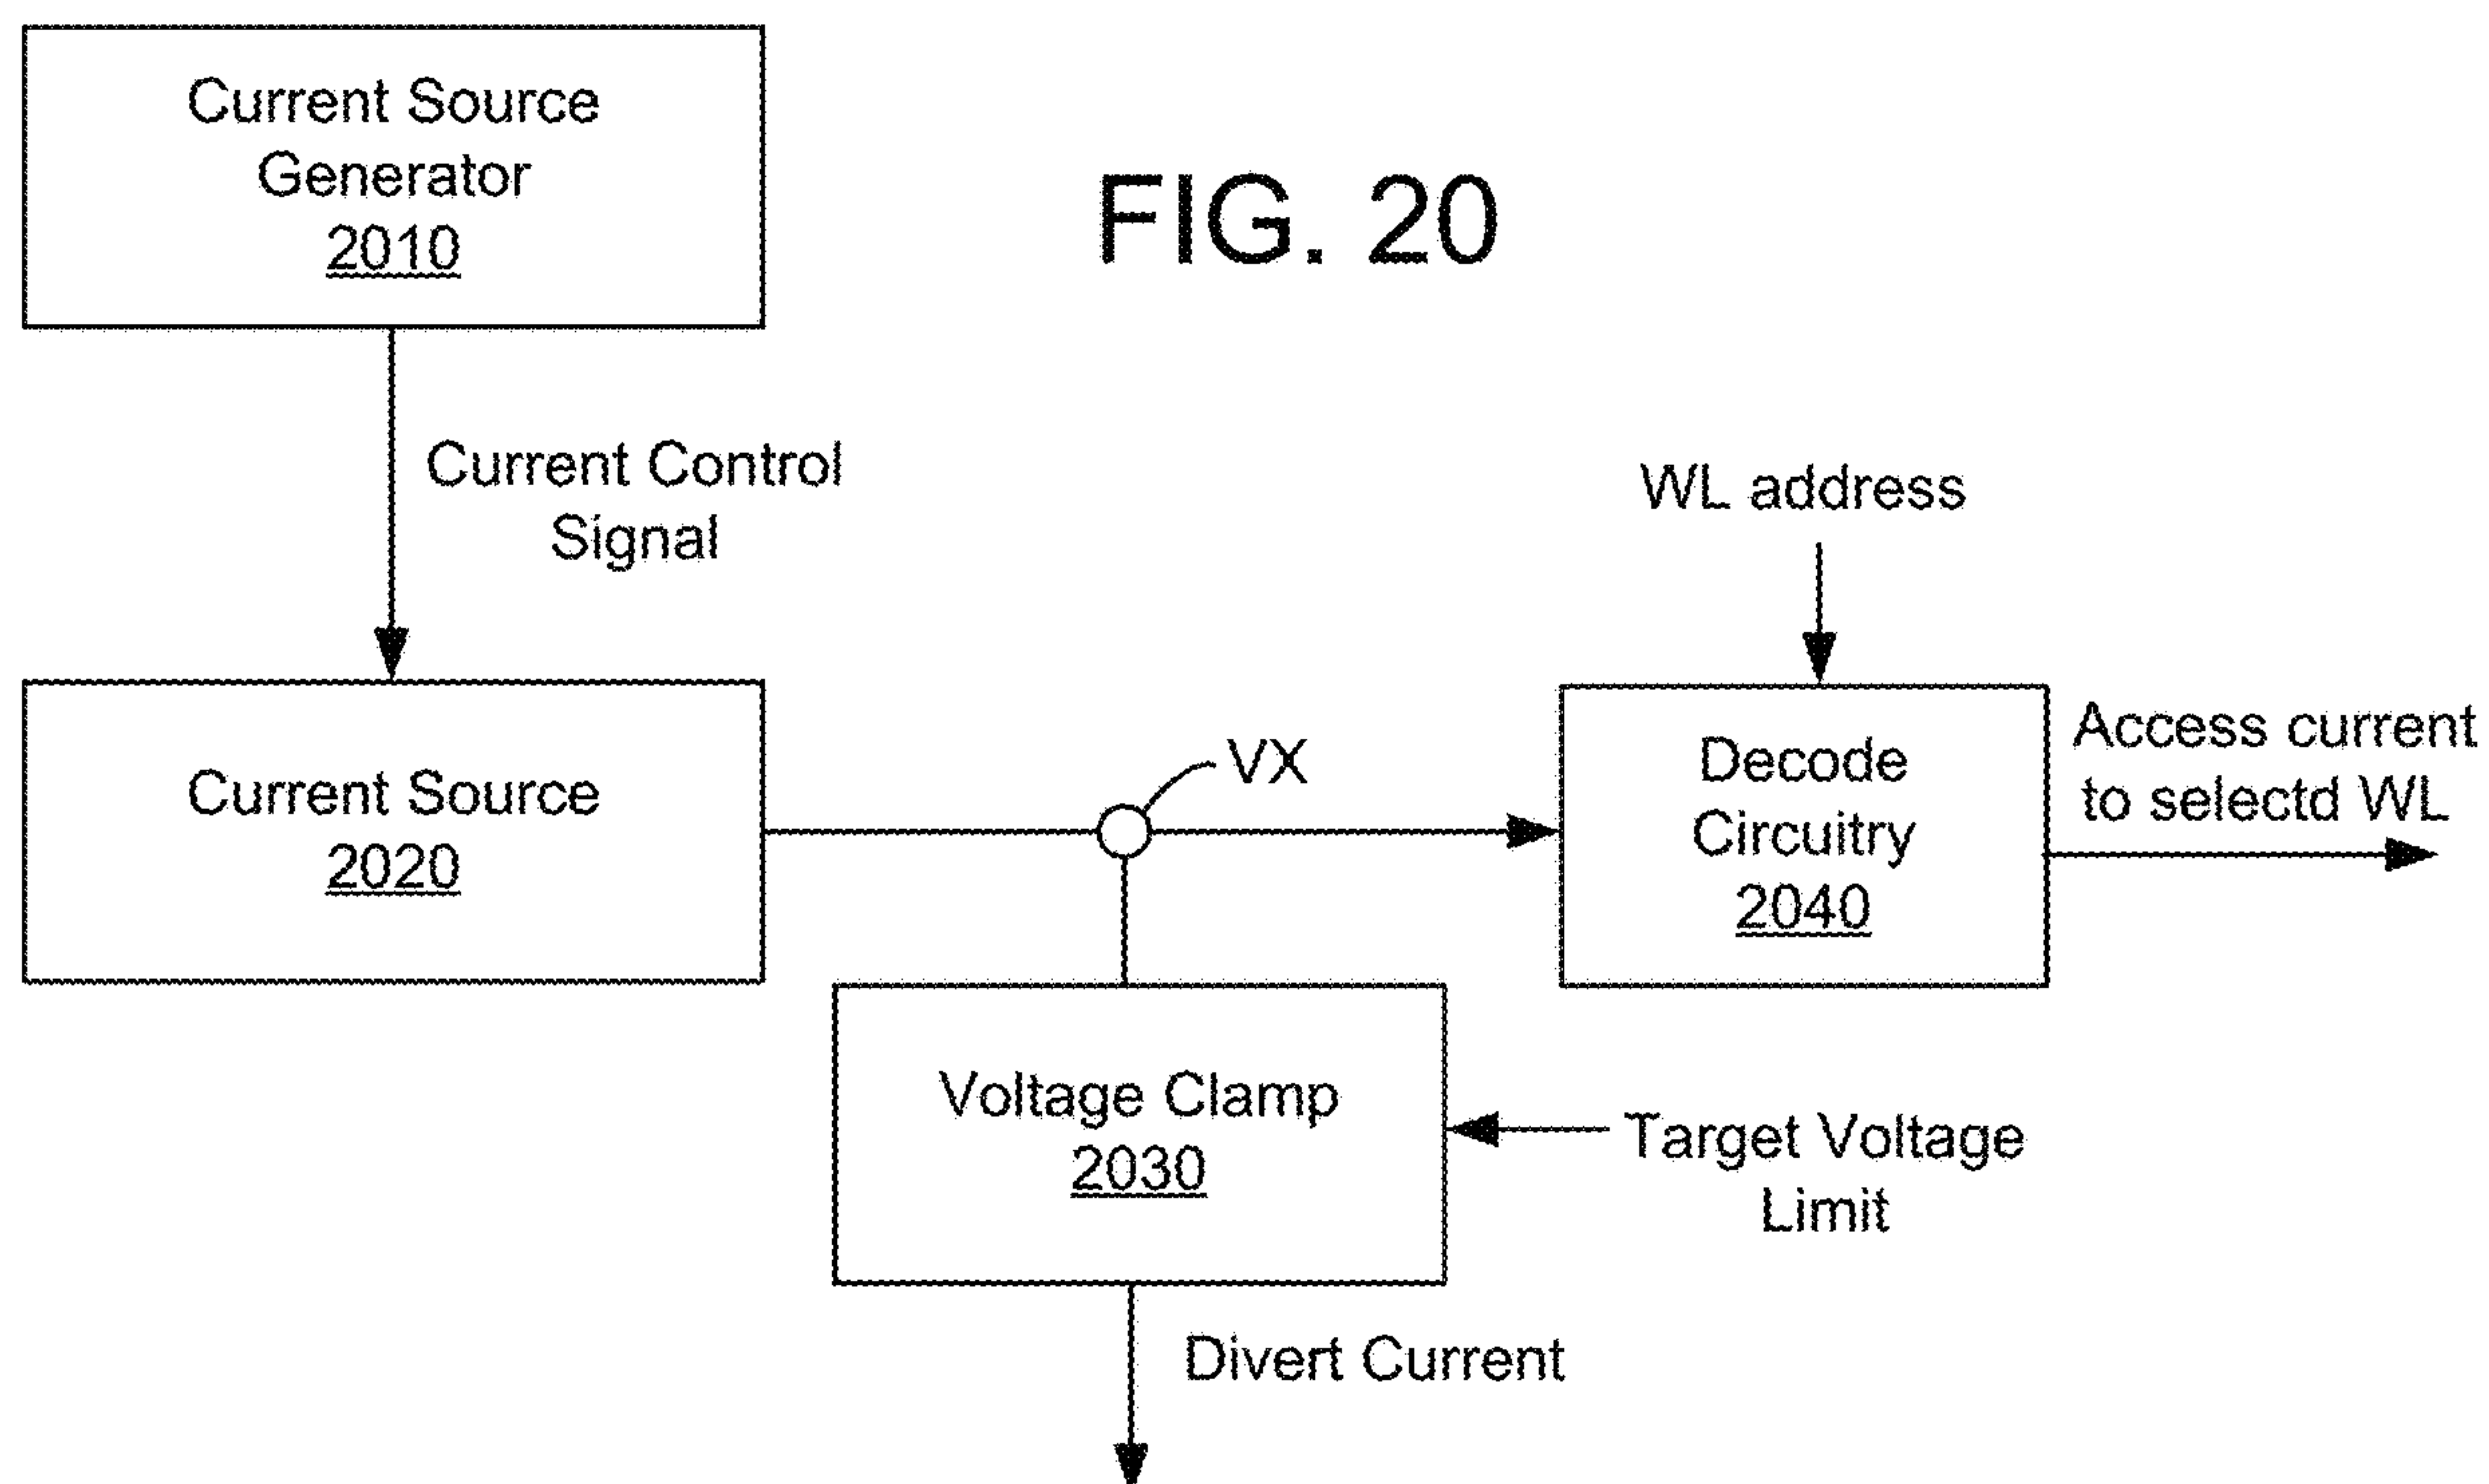 Current Source
Generator
2010
FIG. 20
Current Control
Signal
WL address
Current Source
2020
VX
Decode
Circuitry
2040
Access current
to selectd WL
Voltage Clamp
2030
Target Voltage
Limit
Divert Current